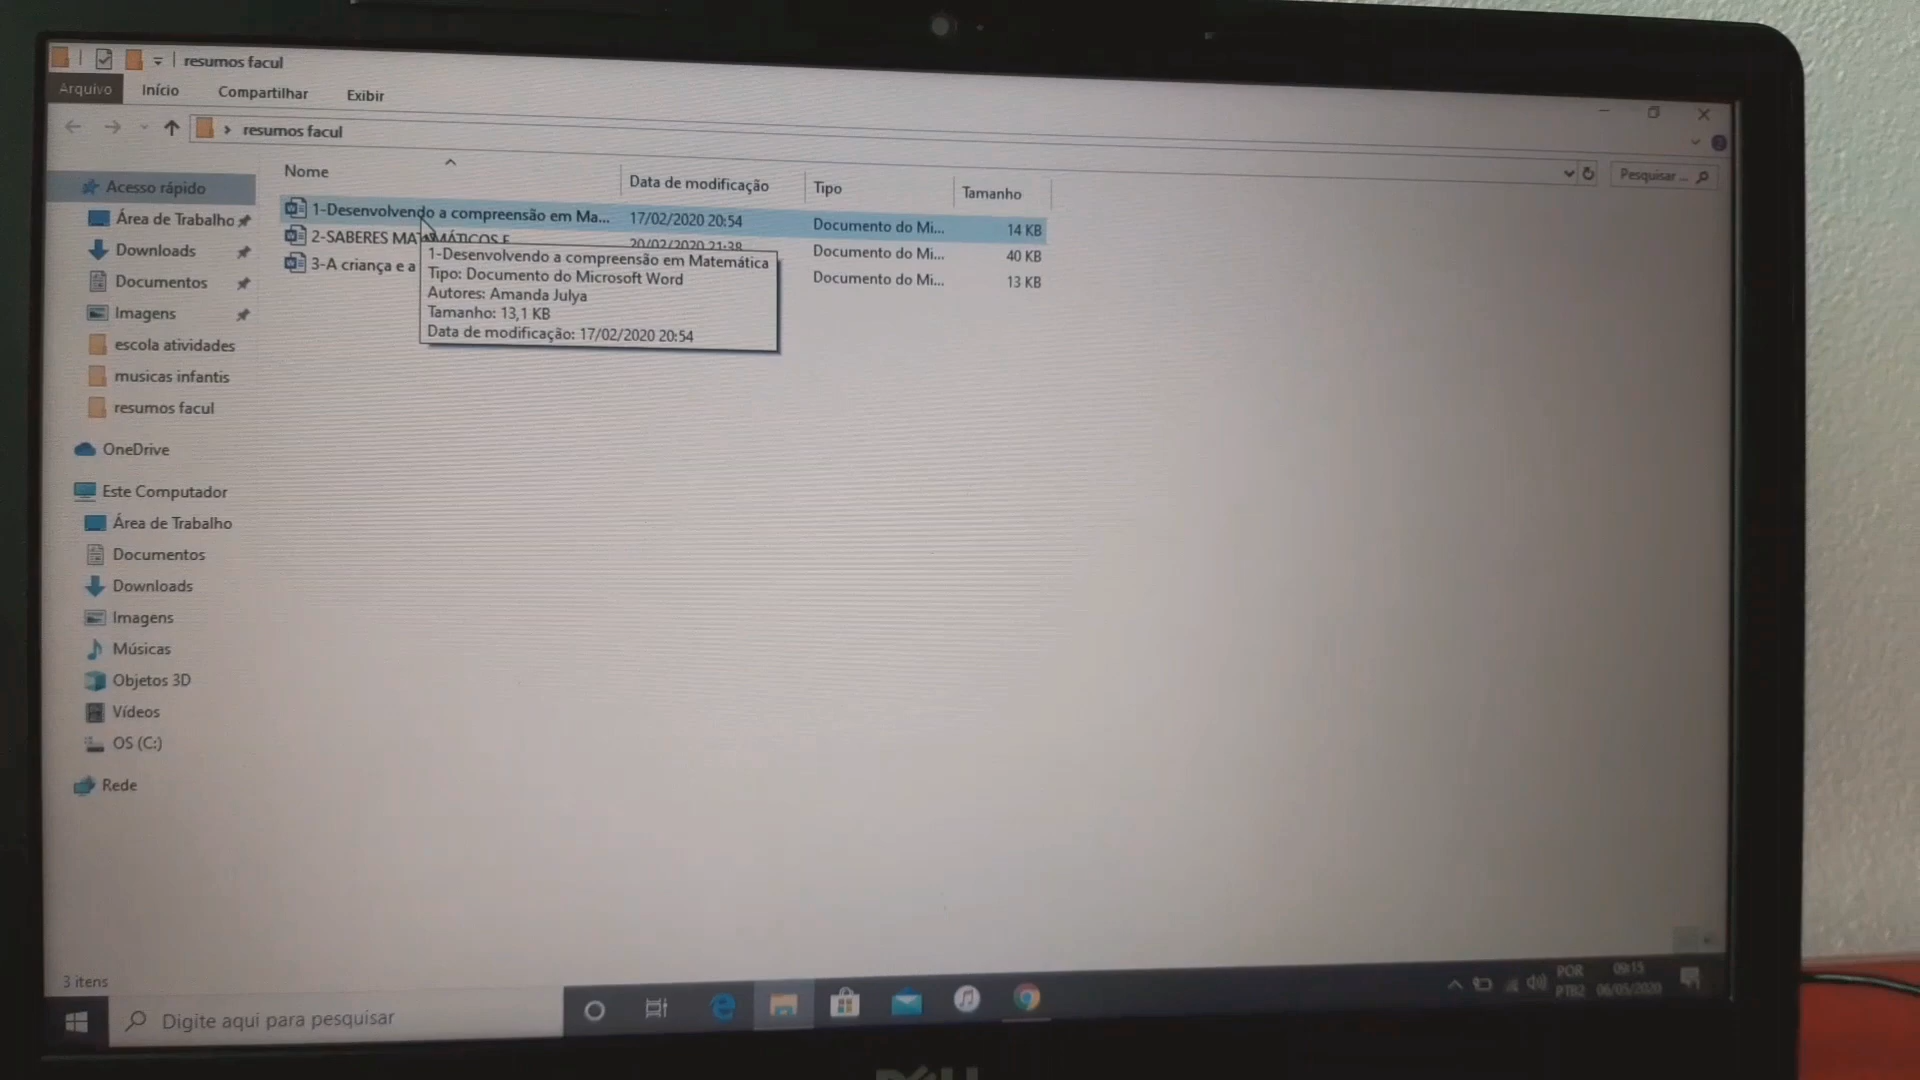 resumos facul
Arquivo Início Compartilhar Exibir
resumos facul
Pesquisar ...
Nome Data de modificação Tipo Tamanho
1-Desenvolvendo a compreensão em Ma... 17/02/2020 20:54 Documento do Mi... 14 KB
2-SABERES MATEMÁTICOS E 20/02/2020 21:38 Documento do Mi... 40 KB
3-A criança e a Documento do Mi... 13 KB
1-Desenvolvendo a compreensão em Matemática
Tipo: Documento do Microsoft Word
Autores: Amanda Julya
Tamanho: 13,1 KB
Data de modificação: 17/02/2020 20:54
Acesso rápido
Área de Trabalho
Downloads
Documentos
Imagens
escola atividades
musicas infantis
resumos facul
OneDrive
Este Computador
Área de Trabalho
Documentos
Downloads
Imagens
Músicas
Objetos 3D
Vídeos
OS (C:)
Rede
3 itens
Digite aqui para pesquisar
POR 09:15
PTB2 06/05/2020
DELL